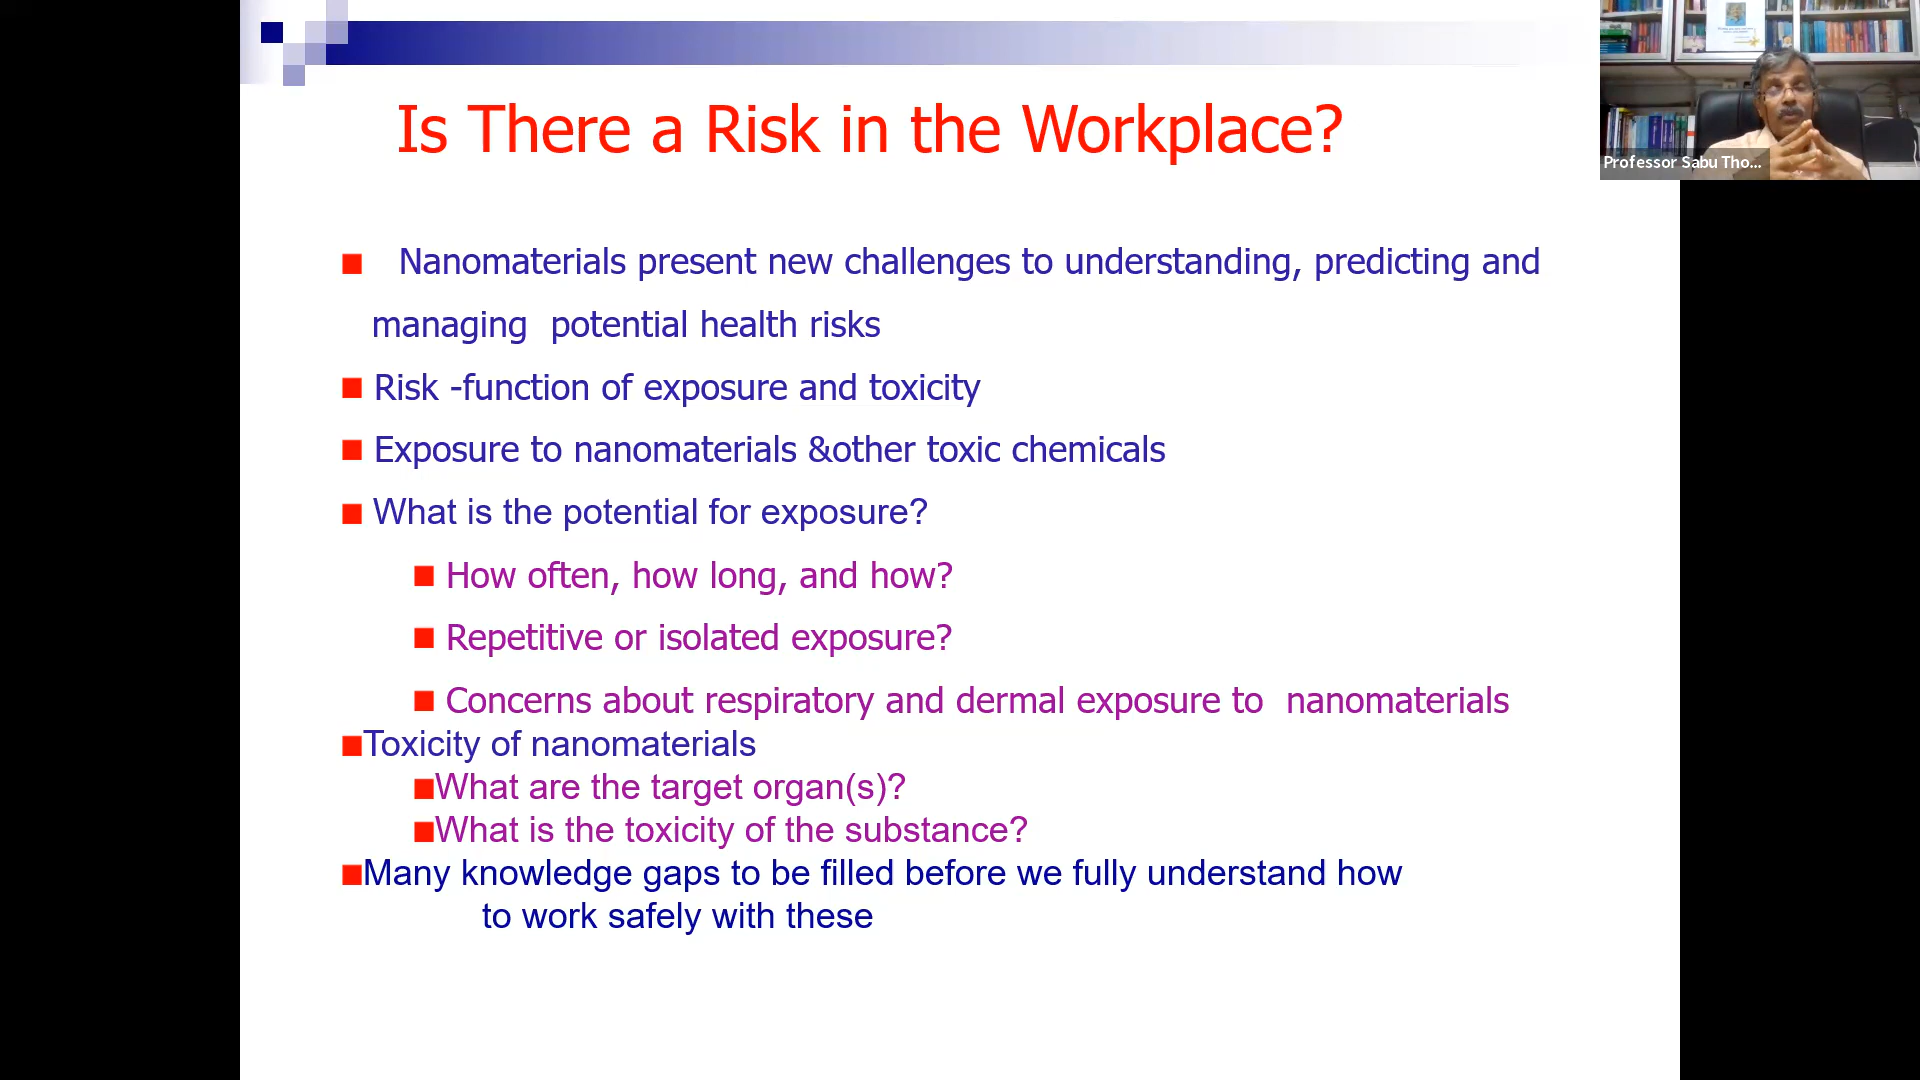 Is There a Risk in the Workplace?
Nanomaterials present new challenges to understanding, predicting and
managing potential health risks
Risk -function of exposure and toxicity
Exposure to nanomaterials &other toxic chemicals
What is the potential for exposure?
How often, how long, and how?
Repetitive or isolated exposure?
Concerns about respiratory and dermal exposure to nanomaterials
Toxicity of nanomaterials
What are the target organ(s)?
What is the toxicity of the substance?
Many knowledge gaps to be filled before we fully understand how
to work safely with these
Professor Sabu Tho...